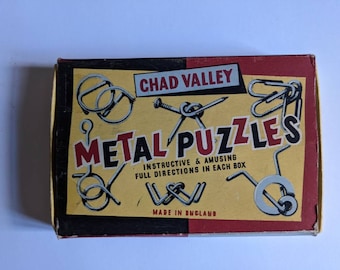 CHAD VALLEY
METAL PUZZLES
INSTRUCTIVE & AMUSING
FULL DIRECTIONS IN EACH BOX
MADE IN ENGLAND